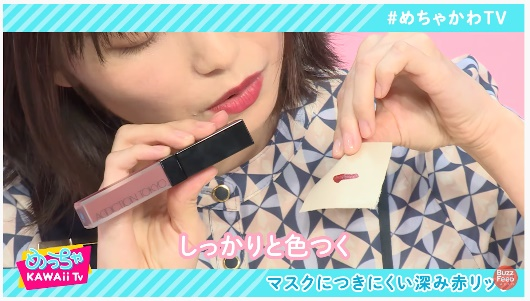 #めちゃかわTV
しっかりと色つく
めっちゃ
KAWAii Tv
マスクにつきにくい深み赤リッ
Buzz
Feed